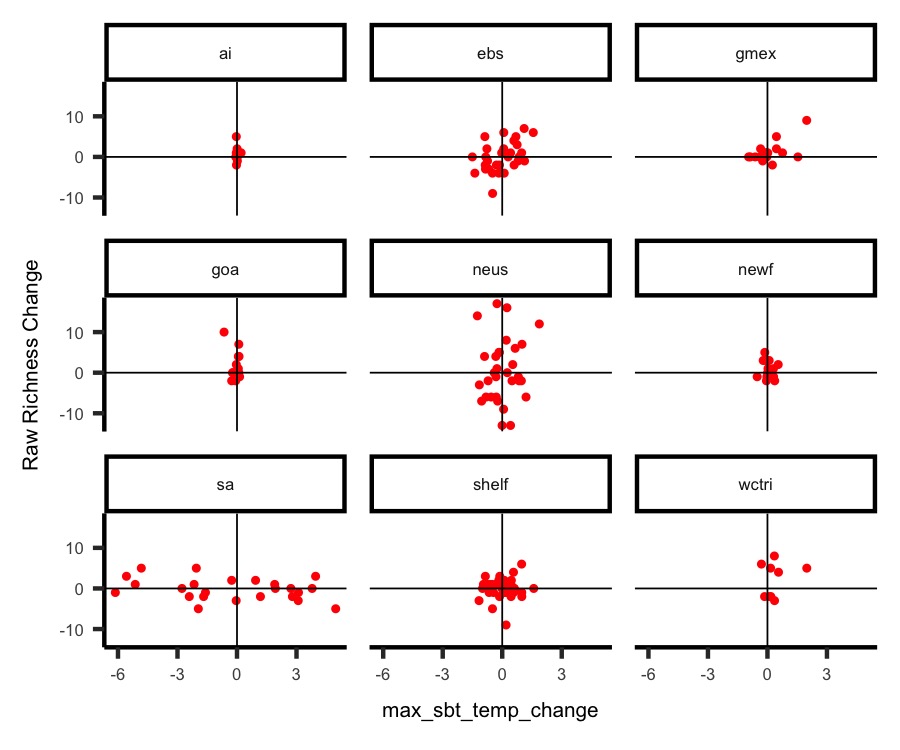 ai ebs gmex
10
0
-10
goa neus newf
10
0
-10
Raw Richness Change
sa shelf wctri
10
0
-10
-6 -3 0 3 -6 -3 0 3 -6 -3 0 3
max_sbt_temp_change